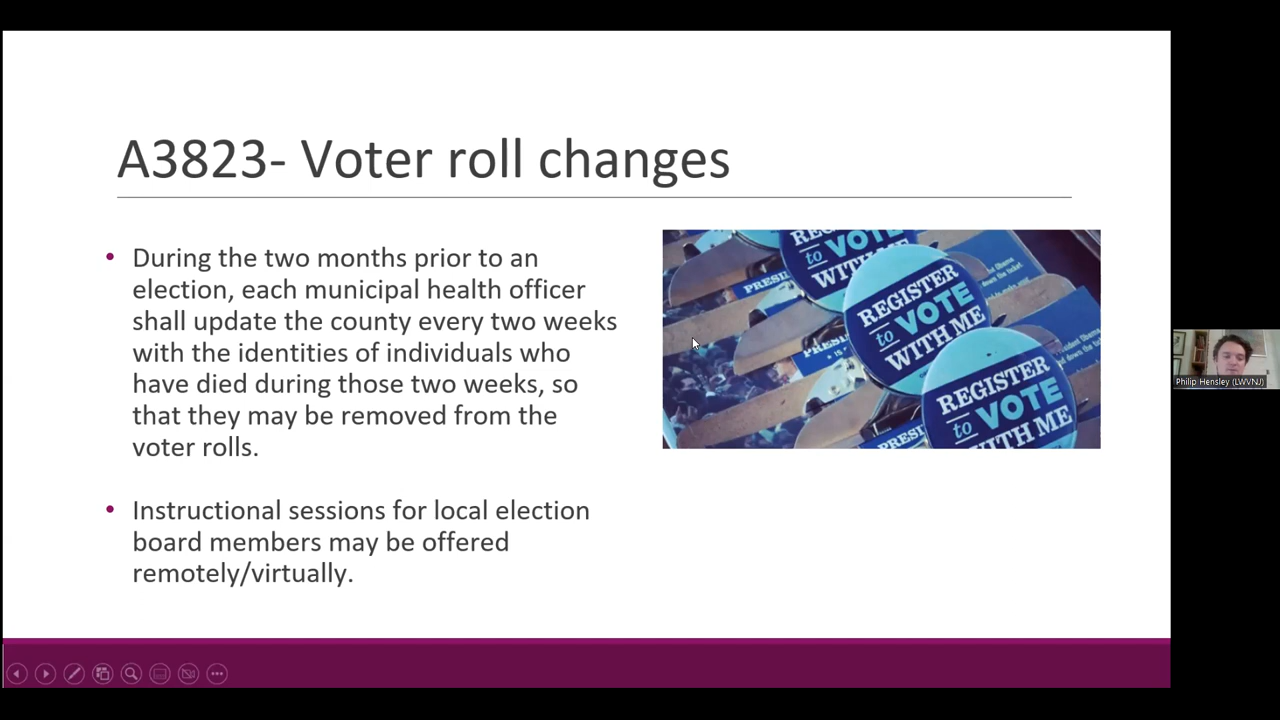 A3823- Voter roll changes
• During the two months prior to an
election, each municipal health officer
shall update the county every two weeks
with the identities of individuals who
have died during those two weeks, so
that they may be removed from the
voter rolls.
• Instructional sessions for local election
board members may be offered
remotely/virtually.
REGISTER
to VOTE
WITH ME
REGISTER
to VOTE
WITH ME
REGISTER
to VOTE
WITH ME
Philip Hensley (LWVNJ)